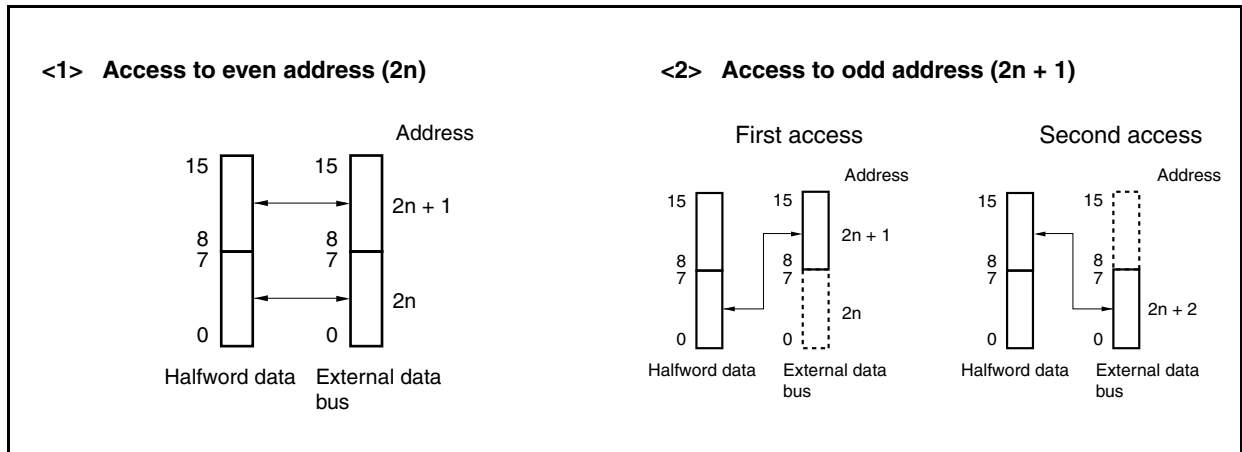 <1> Access to even address (2n)
Address
15
15
2n + 1
8
8
7
7
2n
0
0
Halfword data
External data
bus
<2> Access to odd address (2n + 1)
First access
Address
15
15
2n + 1
8
8
7
7
2n
0
0
Halfword data
External data
bus
Second access
Address
15
15
8
8
7
7
2n + 2
0
0
Halfword data
External data
bus